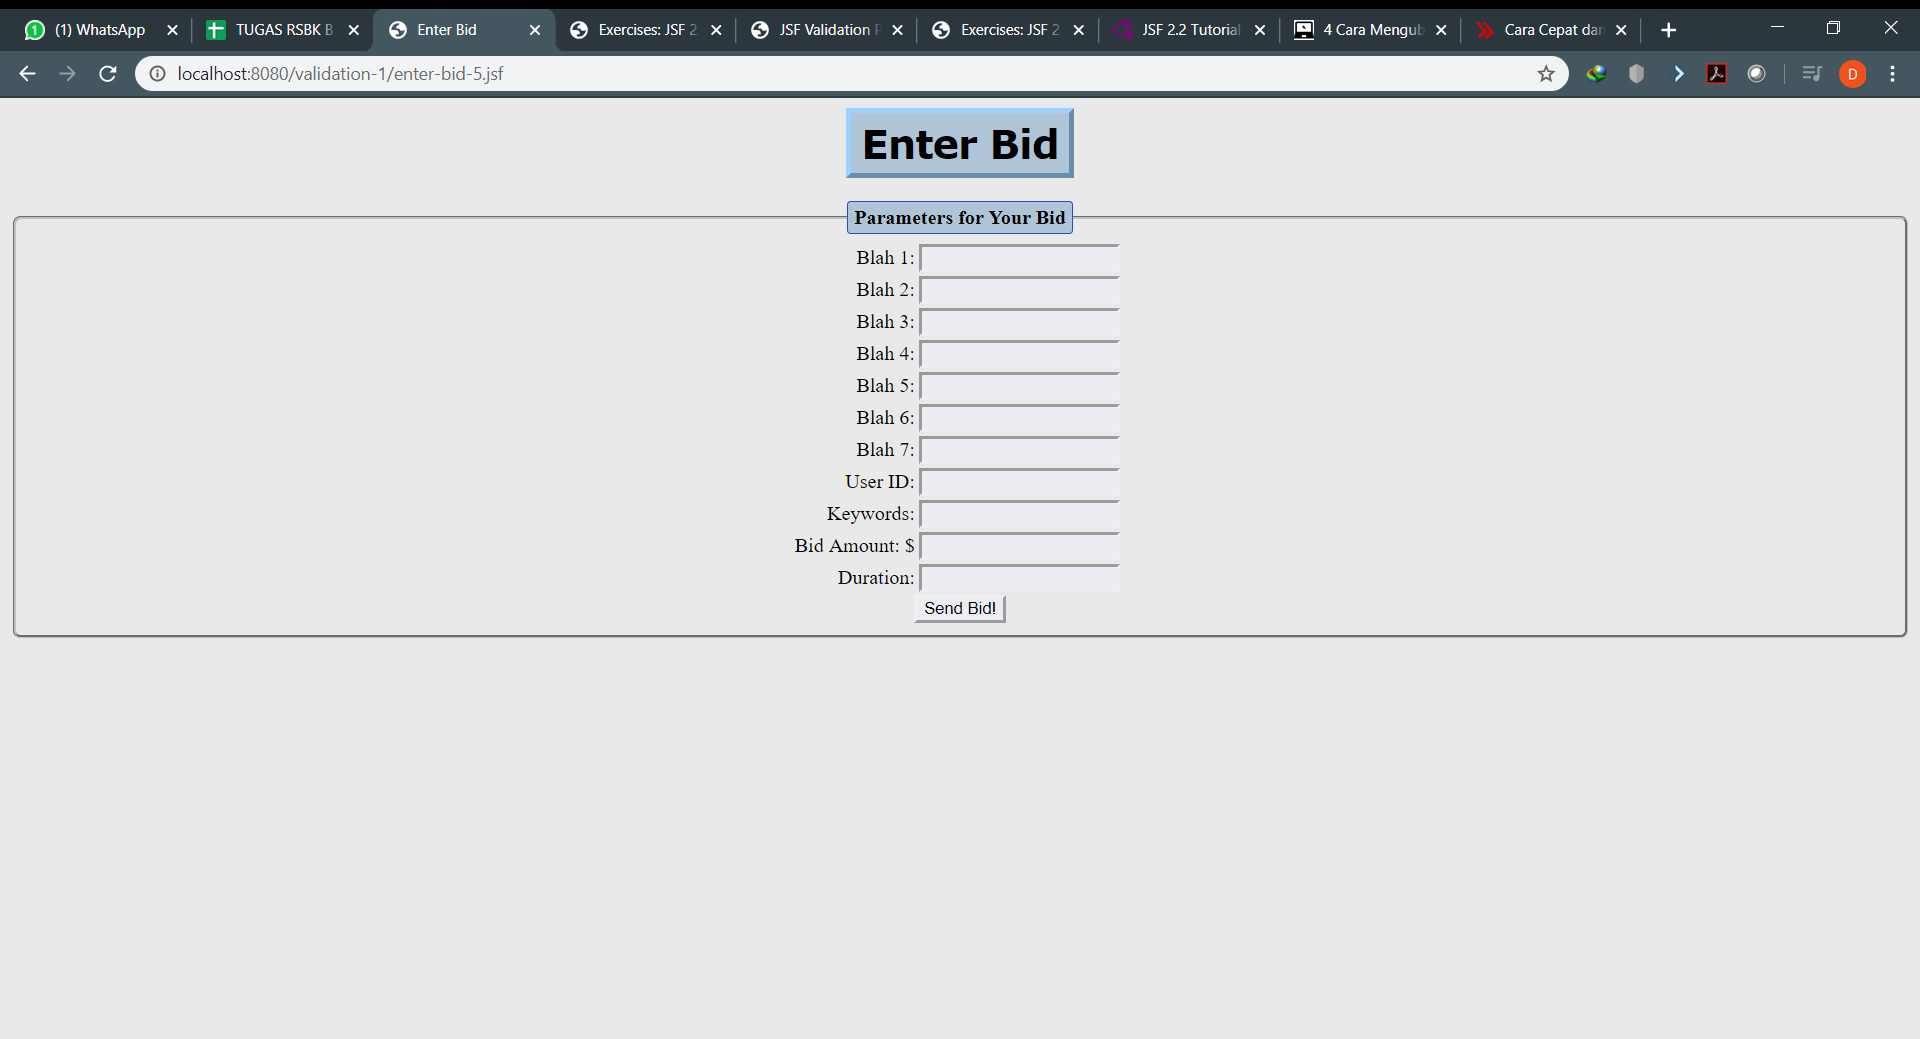 (1) WhatsApp
TUGAS RSBK B
Enter Bid
Exercises: JSF 2
JSF Validation P
Exercises: JSF 2
JSF 2.2 Tutorial
4 Cara Mengub
Cara Cepat dan
localhost:8080/validation-1/enter-bid-5.jsf
D
Enter Bid
Parameters for Your Bid
Blah 1:
Blah 2:
Blah 3:
Blah 4:
Blah 5:
Blah 6:
Blah 7:
User ID:
Keywords:
Bid Amount: $
Duration:
Send Bid!